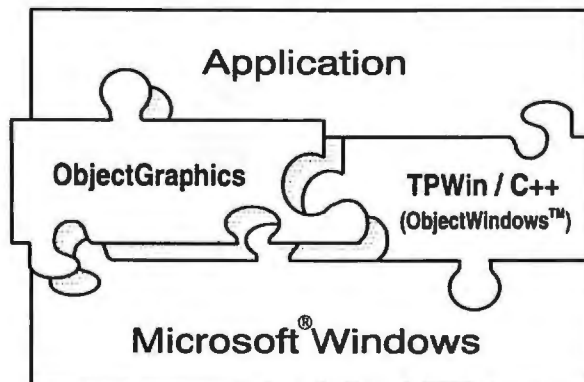 Application
ObjectGraphics
TPWin / C++
(ObjectWindows™)
Microsoft® Windows